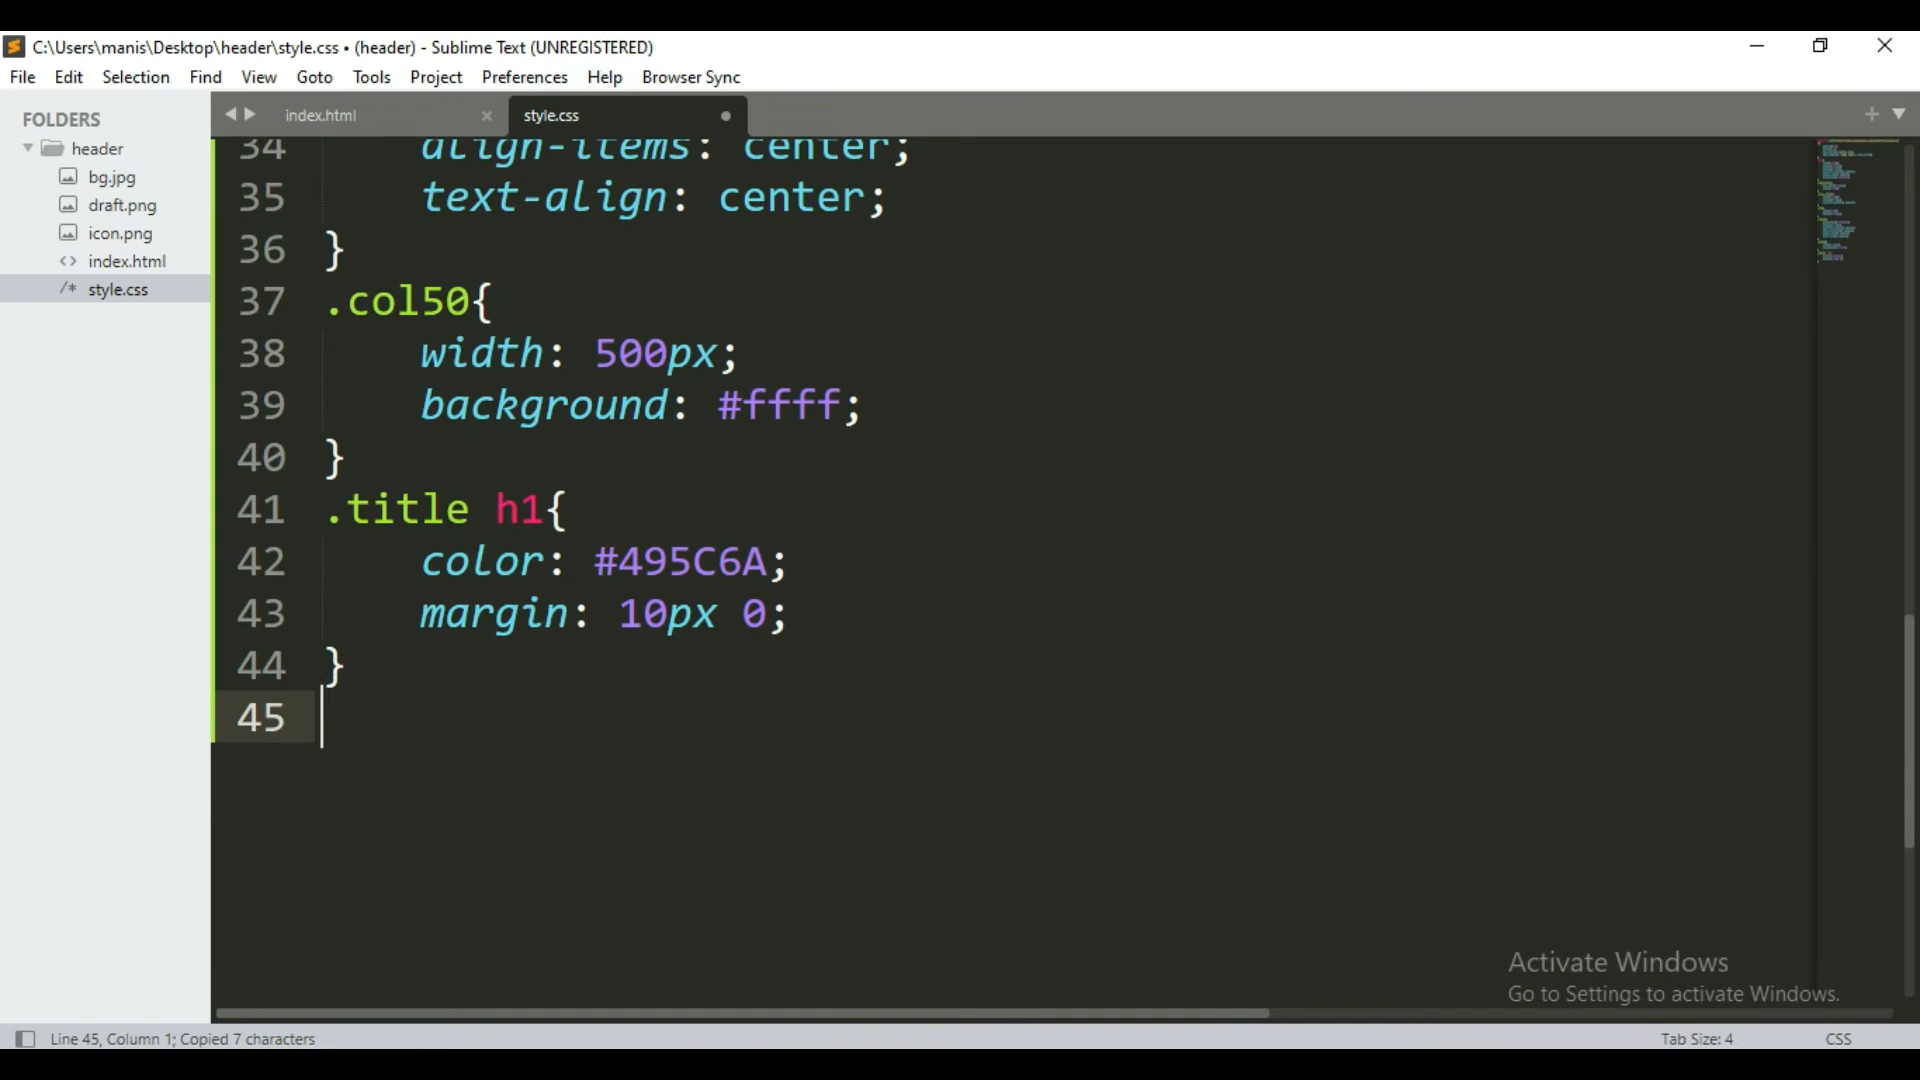 C:\Users\manis\Desktop\header\style.css • (header) - Sublime Text (UNREGISTERED)
File Edit Selection Find View Goto Tools Project Preferences Help Browser Sync
FOLDERS
header
bg.jpg
draft.png
icon.png
<> index.html
/* style.css
index.html
style.css
34 align-items: center;
35 text-align: center;
36 }
37 .col50{
38 width: 500px;
39 background: #ffff;
40 }
41 .title h1{
42 color: #495C6A;
43 margin: 10px 0;
44 }
45
Activate Windows
Go to Settings to activate Windows.
Line 45, Column 1; Copied 7 characters
Tab Size: 4
CSS